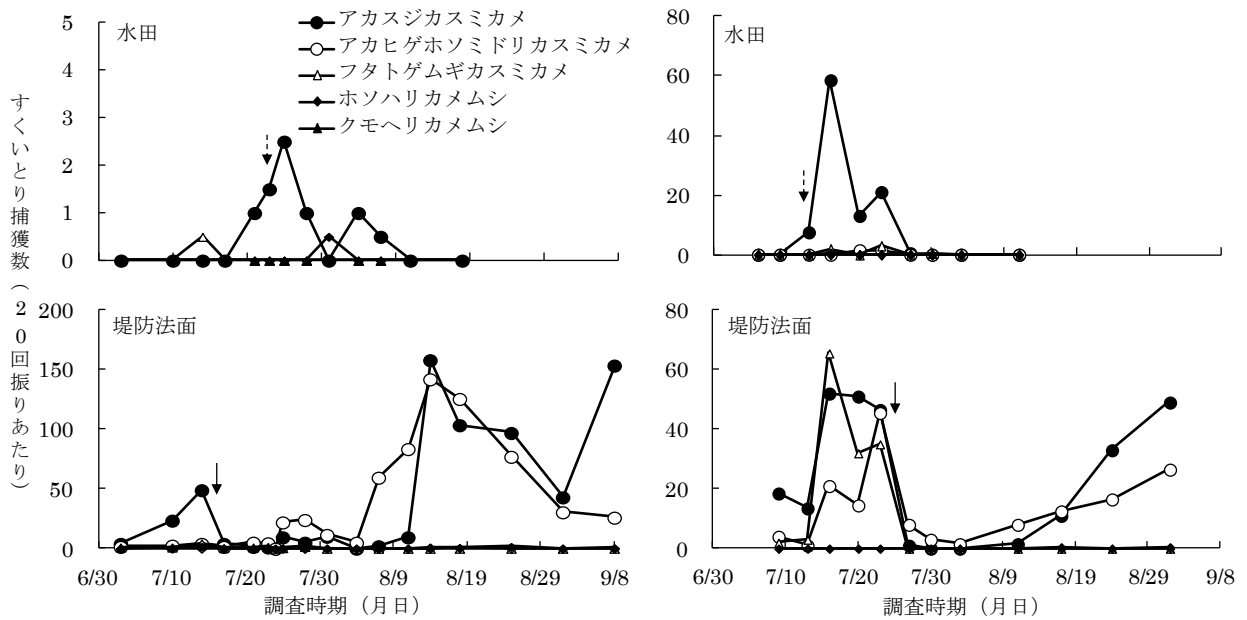 すくいとり捕獲数（20回振りあたり）
水田
5
4
3
2
1
0
アカスジカスミカメ
アカヒゲホソミドリカスミカメ
フタトゲムギカスミカメ
ホソハリカメムシ
クモヘリカメムシ
水田
80
60
40
20
0
堤防法面
200
150
100
50
0
6/30 7/10 7/20 7/30 8/9 8/19 8/29 9/8
調査時期（月日）
堤防法面
80
60
40
20
0
6/30 7/10 7/20 7/30 8/9 8/19 8/29 9/8
調査時期（月日）